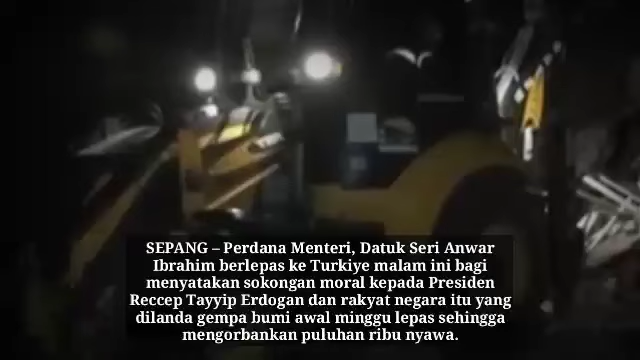 SEPANG – Perdana Menteri, Datuk Seri Anwar
Ibrahim berlepas ke Turkiye malam ini bagi
menyatakan sokongan moral kepada Presiden
Reccep Tayyip Erdogan dan rakyat negara itu yang
dilanda gempa bumi awal minggu lepas sehingga
mengorbankan puluhan ribu nyawa.